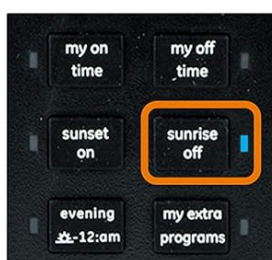 my on
time
my off
time
sunset
on
sunrise
off
evening
-12:am
my extra
programs